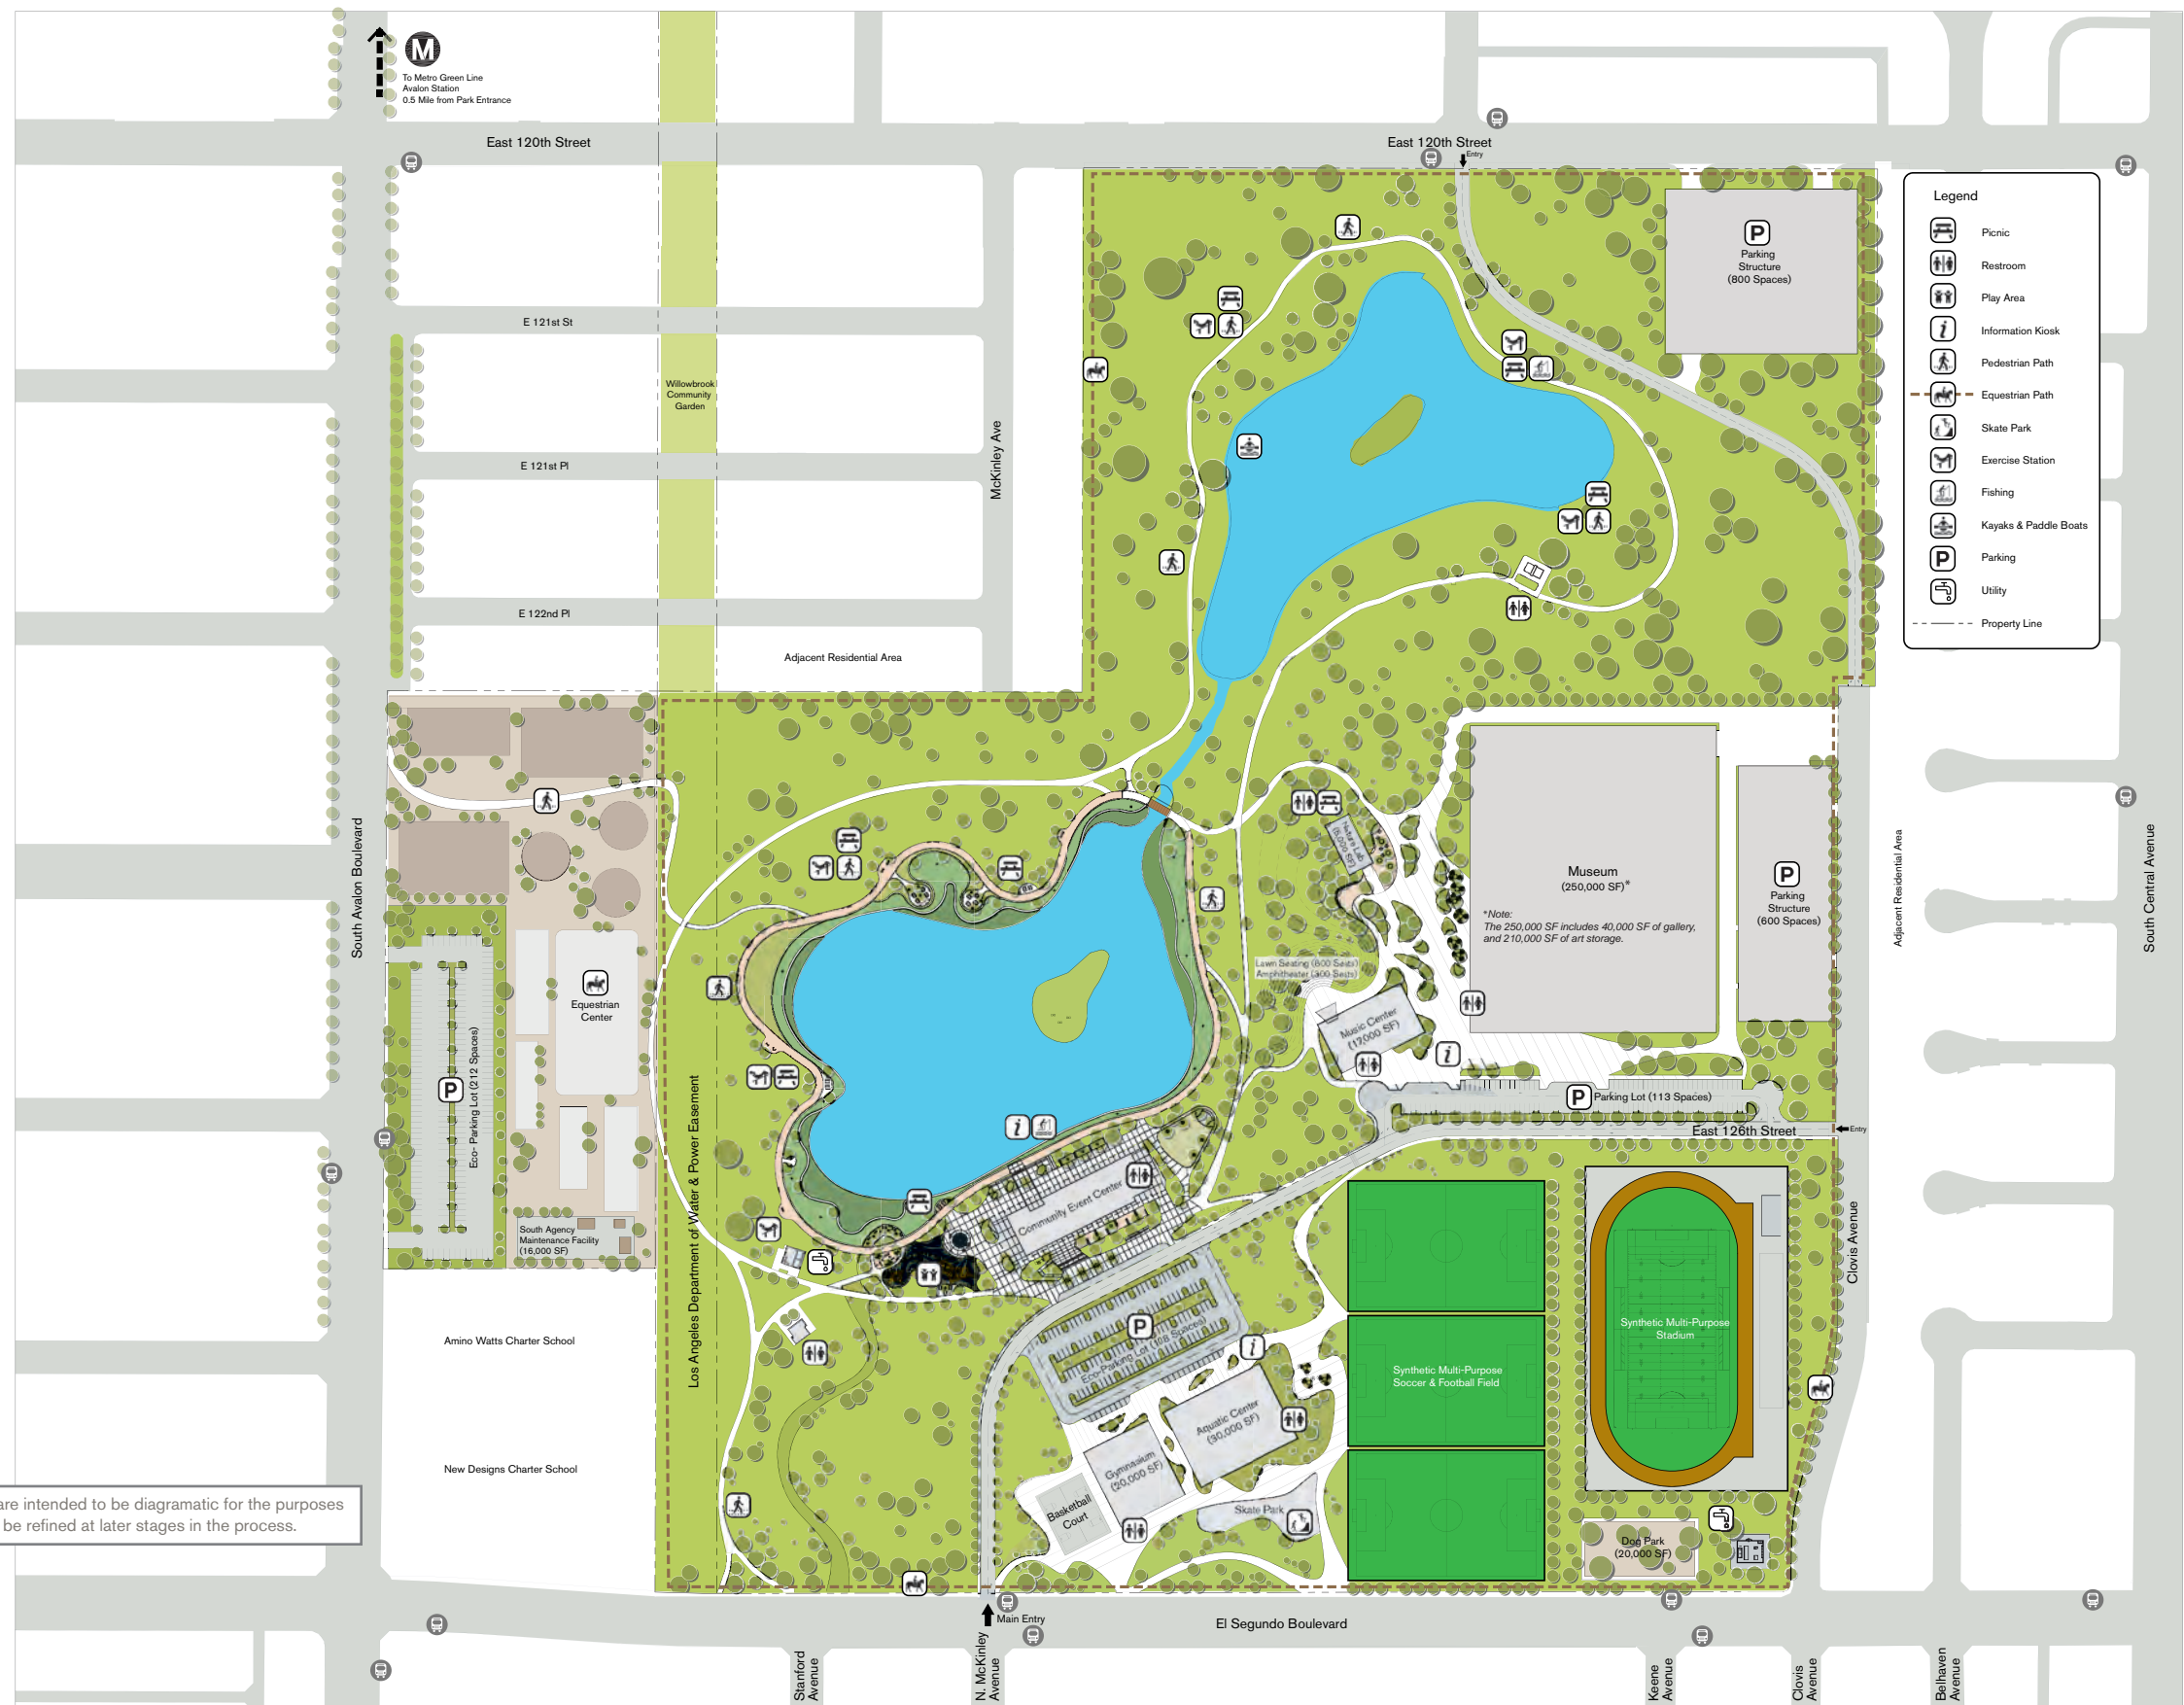 M
To Metro Green Line
Avalon Station
0.5 Mile from Park Entrance
East 120th Street
East 120th Street
Entry
Legend
Picnic
Restroom
Play Area
Information Kiosk
Pedestrian Path
Equestrian Path
Skate Park
Exercise Station
Fishing
Kayaks & Paddle Boats
P
Parking
Utility
Property Line
P
Parking
Structure
(800 Spaces)
E 121st St
Willowbrook
Community
Garden
E 121st Pl
McKinley Ave
E 122nd Pl
Adjacent Residential Area
South Avalon Boulevard
Equestrian
Center
P
Eco- Parking Lot (212 Spaces)
South Agency
Maintenance Facility
(16,000 SF)
Los Angeles Department of Water & Power Easement
Nature Lab
(5,000 SF)
Museum
(250,000 SF)*
*Note:
The 250,000 SF includes 40,000 SF of gallery,
and 210,000 SF of art storage.
P
Parking
Structure
(600 Spaces)
Adjacent Residential Area
South Central Avenue
Lawn Seating (600 Seats)
Amphitheater (300 Seats)
Music Center
(12,000 SF)
i
P
Parking Lot (113 Spaces)
East 126th Street
Entry
i
Community Event Center
Clovis Avenue
Synthetic Multi-Purpose
Stadium
P
Eco-Parking Lot (108 Spaces)
i
Synthetic Multi-Purpose
Soccer & Football Field
Aquatic Center
(30,000 SF)
Gymnasium
(20,000 SF)
Basketball
Court
Skate Park
Dog Park
(20,000 SF)
Amino Watts Charter School
New Designs Charter School
are intended to be diagramatic for the purposes
be refined at later stages in the process.
Main Entry
El Segundo Boulevard
Stanford
Avenue
N. McKinley
Avenue
Keene
Avenue
Clovis
Avenue
Belhaven
Avenue